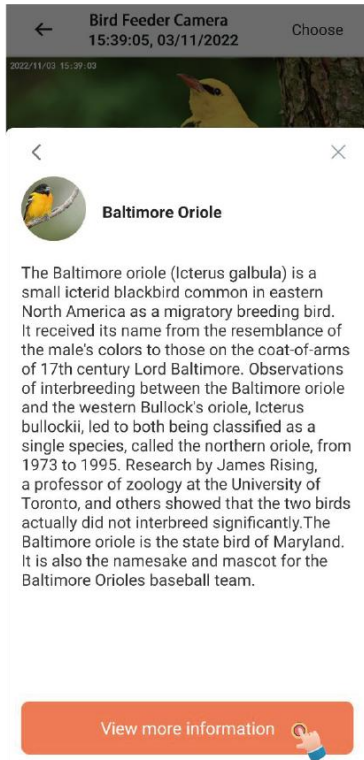 Bird Feeder Camera
15:39:05, 03/11/2022
Choose
2022/11/03 15:39:03
Baltimore Oriole
The Baltimore oriole (Icterus galbula) is a
small icterid blackbird common in eastern
North America as a migratory breeding bird.
It received its name from the resemblance of
the male's colors to those on the coat-of-arms
of 17th century Lord Baltimore. Observations
of interbreeding between the Baltimore oriole
and the western Bullock's oriole, Icterus
bullockii, led to both being classified as a
single species, called the northern oriole, from
1973 to 1995. Research by James Rising,
a professor of zoology at the University of
Toronto, and others showed that the two birds
actually did not interbreed significantly.The
Baltimore oriole is the state bird of Maryland.
It is also the namesake and mascot for the
Baltimore Orioles baseball team.
View more information